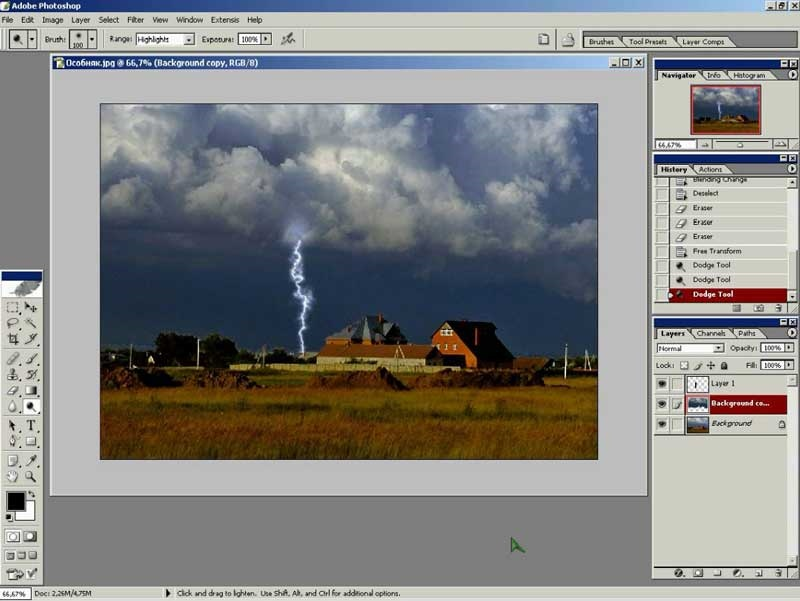 Adobe Photoshop
File Edit Image Layer Select Filter View Window Extensis Help
Brush: 100 Range: Highlights Exposure: 100% Brushes Tool Presets Layer Comps
Особняк.jpg @ 66,7% (Background copy, RGB/8)
Navigator Info Histogram
66,67%
History Actions
Blending Change
Deselect
Eraser
Eraser
Eraser
Free Transform
Dodge Tool
Dodge Tool
Dodge Tool
Layers Channels Paths
Normal Opacity: 100%
Lock: Fill: 100%
Layer 1
Background co...
Background
T
66,67% Doc: 2,26M/4,75M Click and drag to lighten. Use Shift, Alt, and Ctrl for additional options.